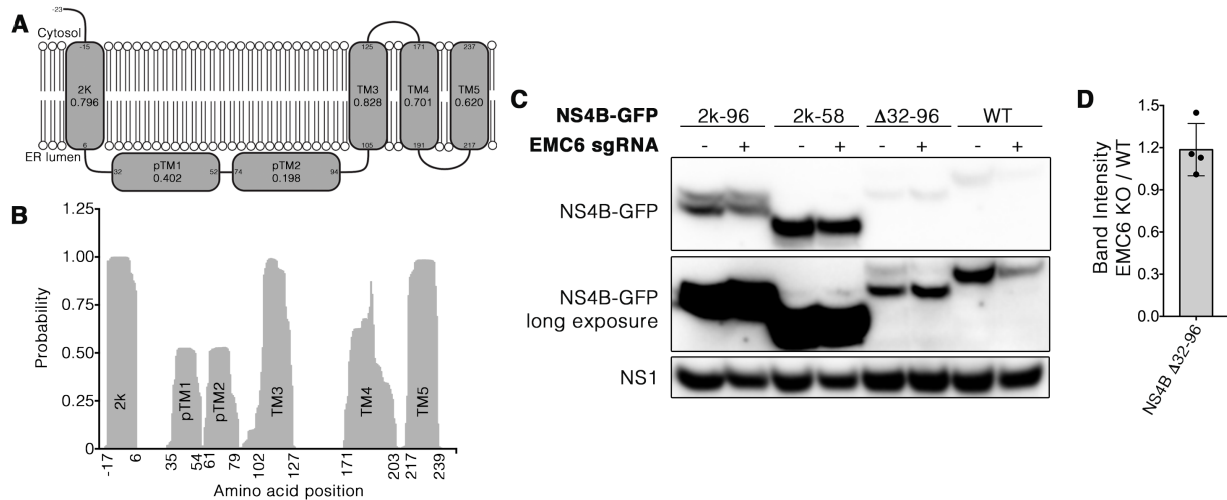 A
-23
Cytosol
-15
125
171
237
2K
0.796
TM3
0.828
TM4
0.701
TM5
0.620
6
105
191
217
ER lumen
32
pTM1
0.402
52
74
pTM2
0.198
94
B
1.25
1.00
0.75
0.50
0.25
0
Probability
2k
pTM1
pTM2
TM3
TM4
TM5
-17
6
35
54
61
79
102
127
171
203
217
239
Amino acid position
C
NS4B-GFP 2k-96 2k-58 Δ32-96 WT
EMC6 sgRNA - + - + - + - +
NS4B-GFP
NS4B-GFP
long exposure
NS1
D
1.5
1.2
0.9
0.6
0.3
0.0
Band Intensity
EMC6 KO / WT
NS4B Δ32-96